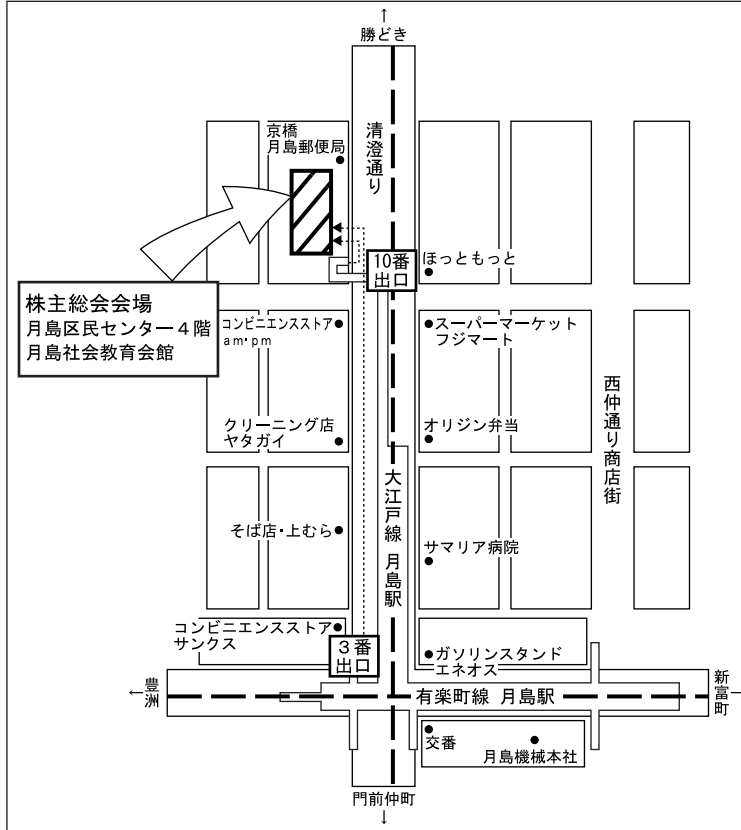 ↑
勝どき
京橋
月島郵便局
清澄通り
10番
出口
ほっともっと
株主総会会場
月島区民センター4階
月島社会教育会館
コンビニエンスストア
am・pm
スーパーマーケット
フジマート
クリーニング店
ヤタガイ
オリジン弁当
西仲通り商店街
大江戸線 月島駅
そば店・上むら
サマリア病院
コンビニエンスストア
サンクス
3番
出口
ガソリンスタンド
エネオス
←豊洲
有楽町線 月島駅
新富町→
交番
月島機械本社
門前仲町
↓